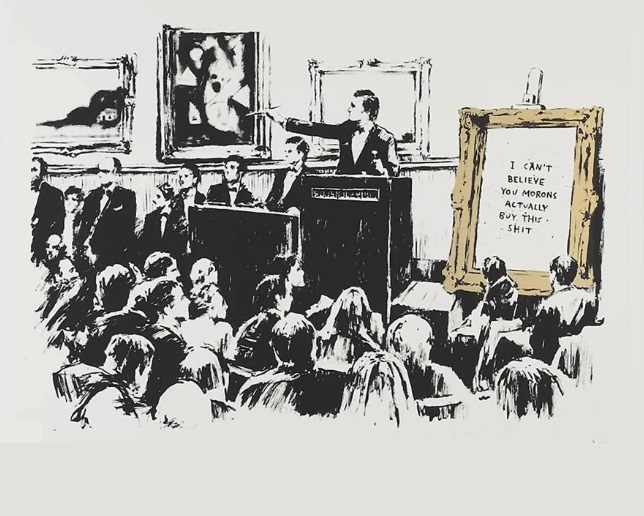 I CAN'T
BELIEVE
YOU MORONS
ACTUALLY
BUY THIS
SHIT